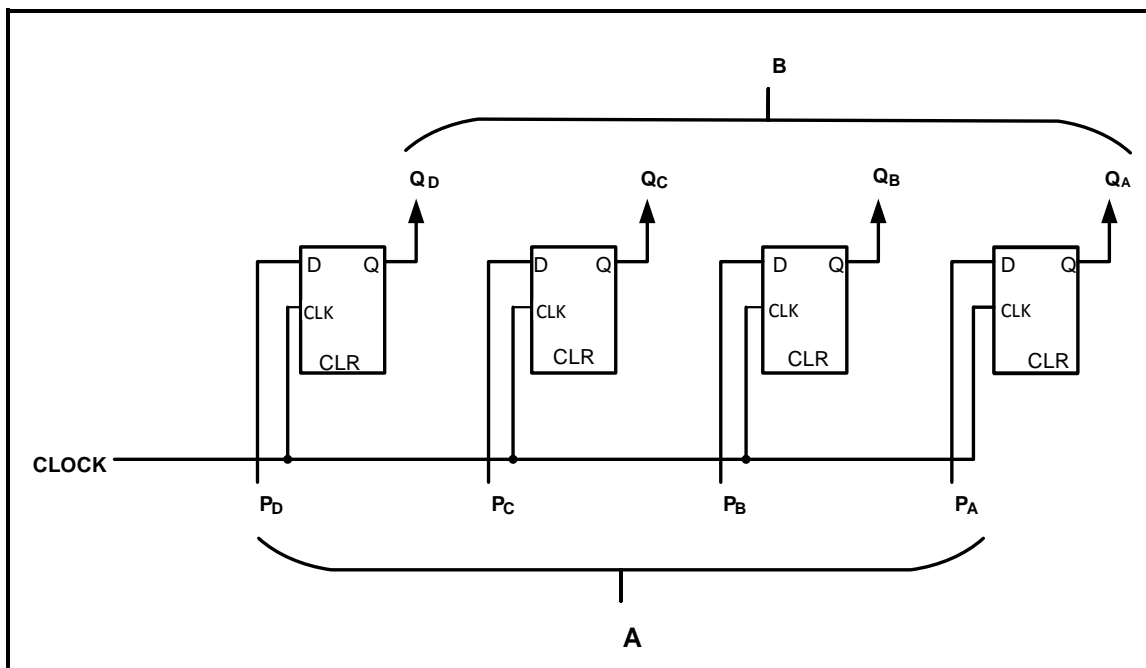 B
QD QC QB QA
D Q D Q D Q D Q
CLK CLK CLK CLK
CLR CLR CLR CLR
CLOCK
PD PC PB PA
A